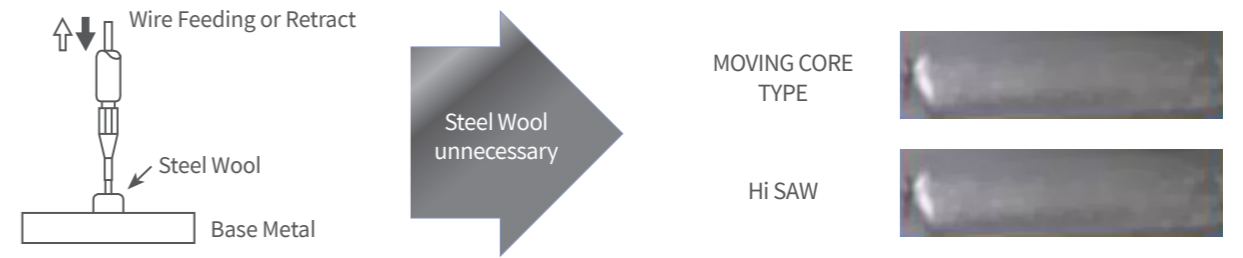 Wire Feeding or Retract
Steel Wool
Base Metal
Steel Wool
unnecessary
MOVING CORE
TYPE
Hi SAW